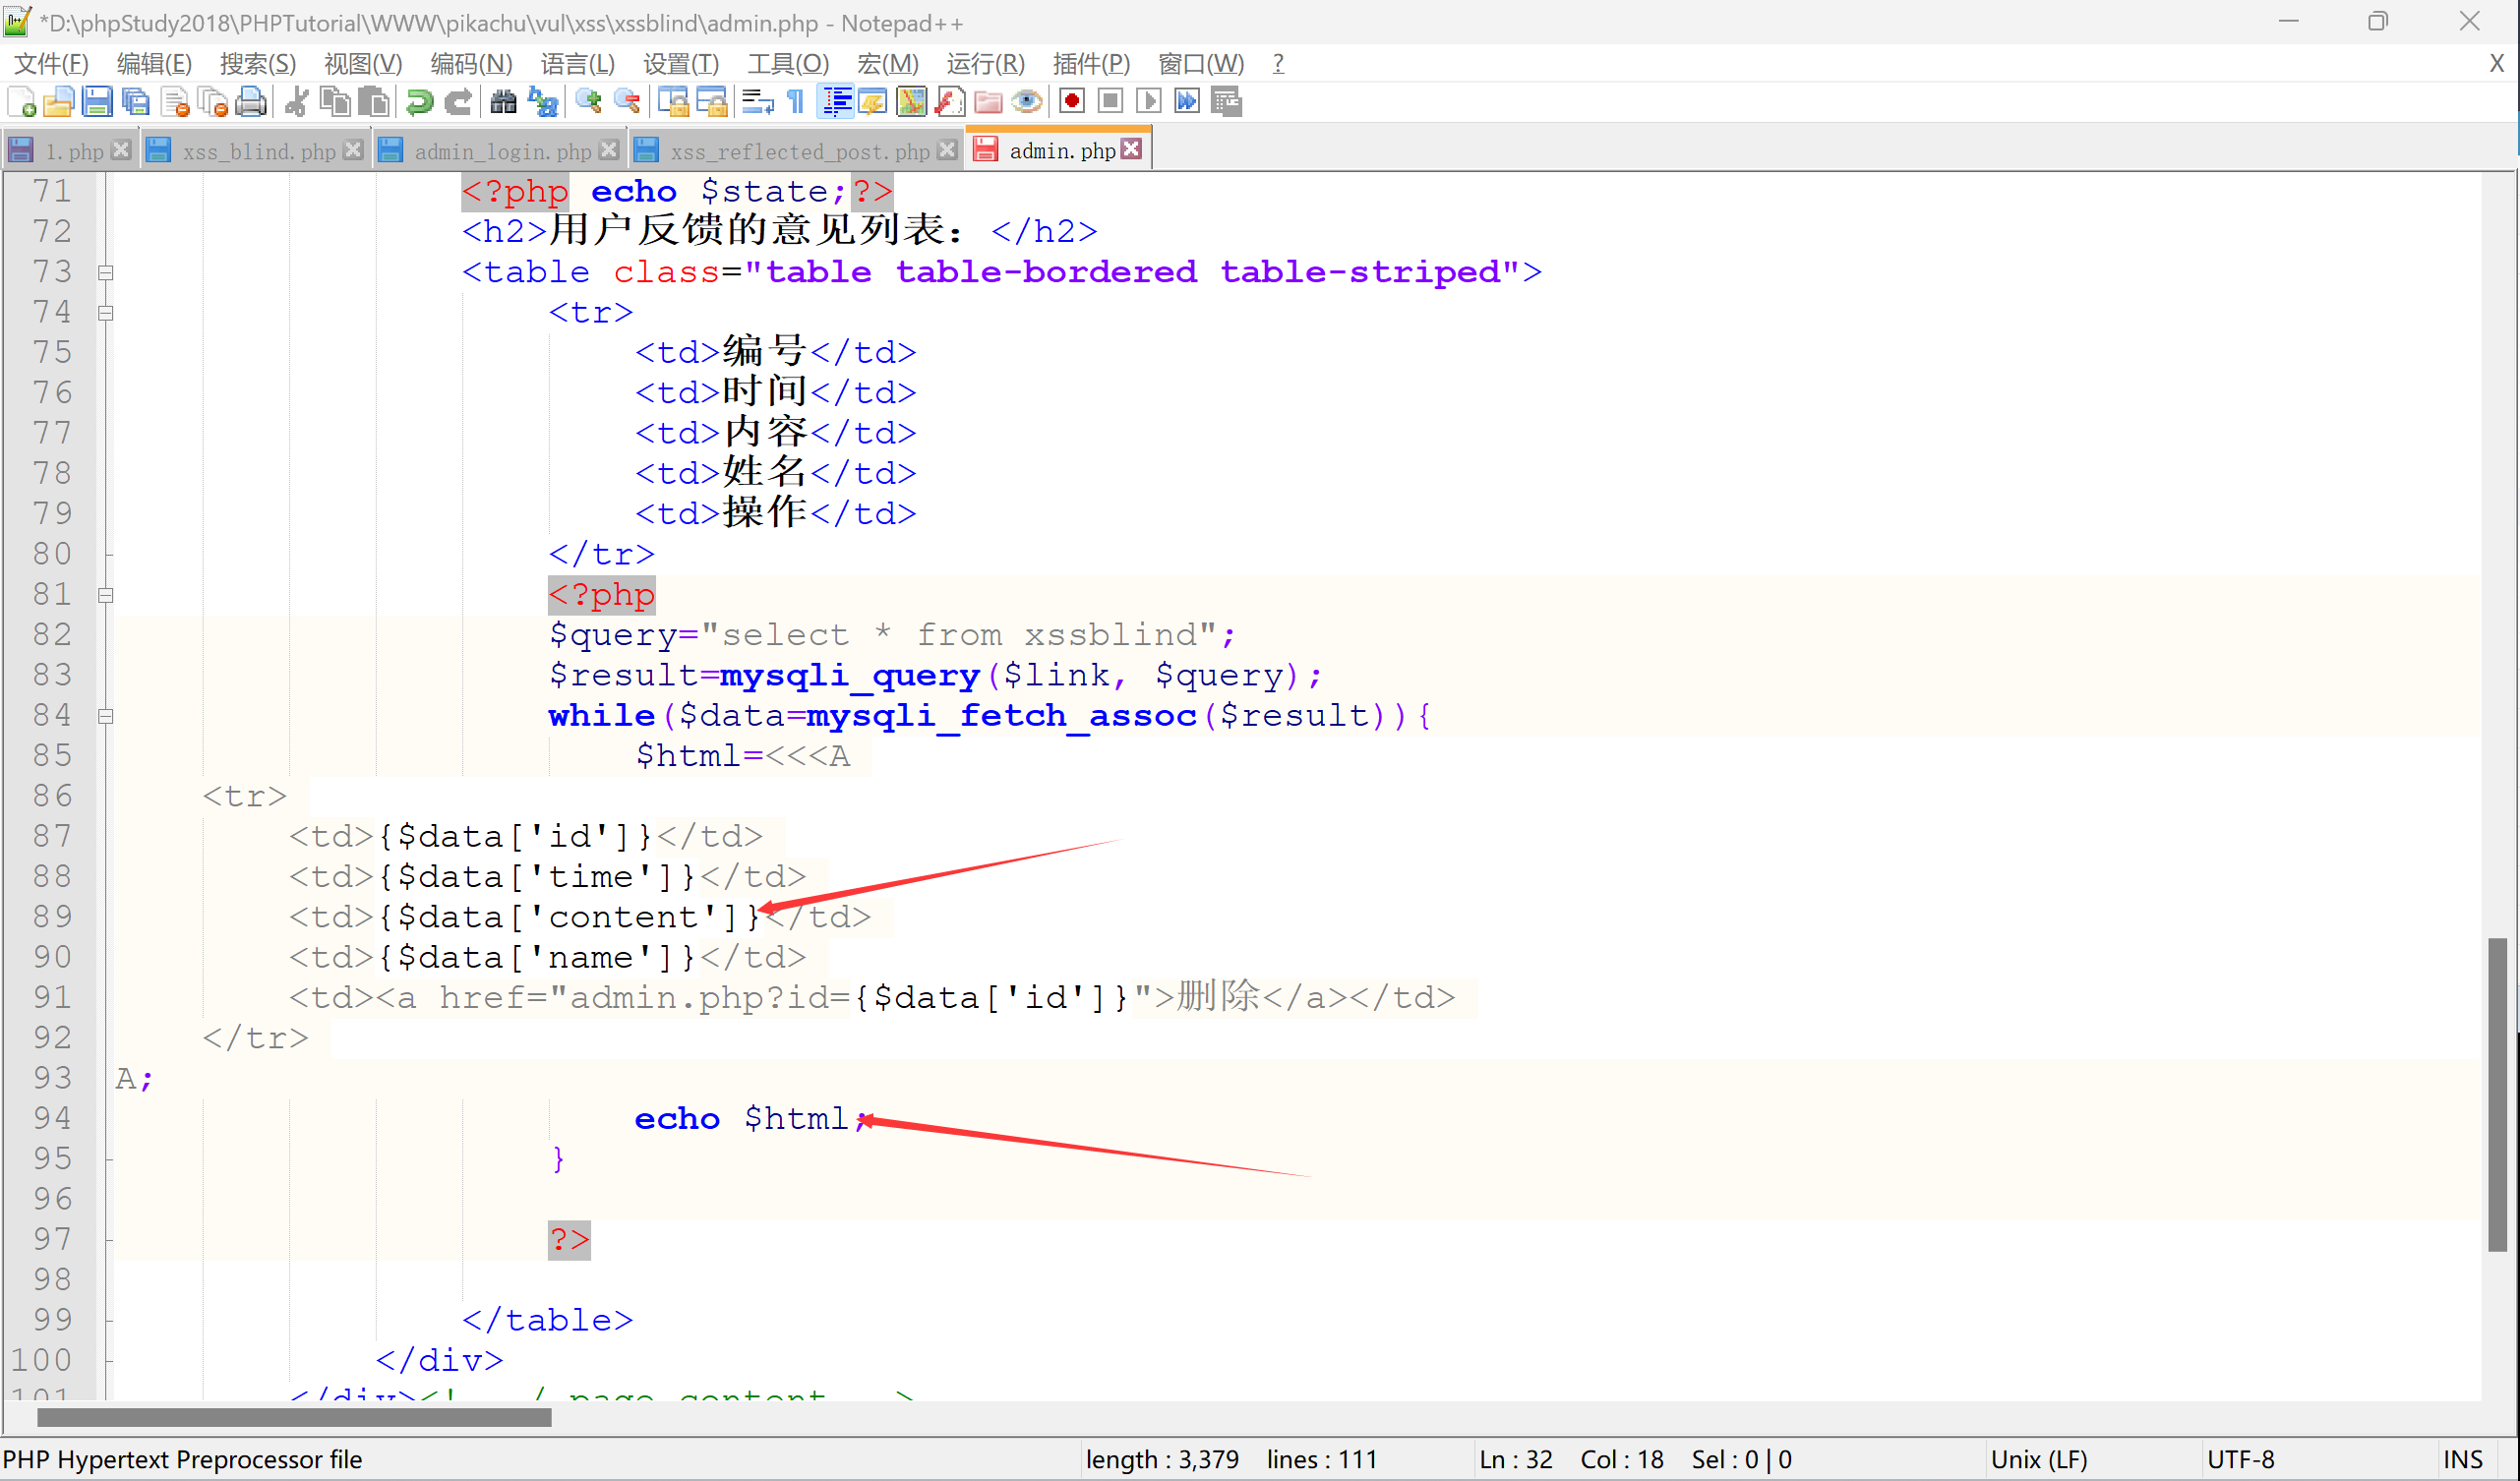 *D:\phpStudy2018\PHPTutorial\WWW\pikachu\vul\xss\xssblind\admin.php - Notepad++
文件(F) 编辑(E) 搜索(S) 视图(V) 编码(N) 语言(L) 设置(T) 工具(O) 宏(M) 运行(R) 插件(P) 窗口(W) ? X
1.php xss_blind.php admin_login.php xss_reflected_post.php admin.php
71 <?php echo $state;?>
72 <h2>用户反馈的意见列表：</h2>
73 <table class="table table-bordered table-striped">
74 <tr>
75 <td>编号</td>
76 <td>时间</td>
77 <td>内容</td>
78 <td>姓名</td>
79 <td>操作</td>
80 </tr>
81 <?php
82 $query="select * from xssblind";
83 $result=mysqli_query($link, $query);
84 while($data=mysqli_fetch_assoc($result)){
85 $html=<<<A
86 <tr>
87 <td>{$data['id']}</td>
88 <td>{$data['time']}</td>
89 <td>{$data['content']}</td>
90 <td>{$data['name']}</td>
91 <td><a href="admin.php?id={$data['id']}">删除</a></td>
92 </tr>
93 A;
94 echo $html;
95 }
96
97 ?>
98
99 </table>
100 </div>
101 </div><!-- /.page-content -->
PHP Hypertext Preprocessor file length : 3,379 lines : 111 Ln : 32 Col : 18 Sel : 0 | 0 Unix (LF) UTF-8 INS